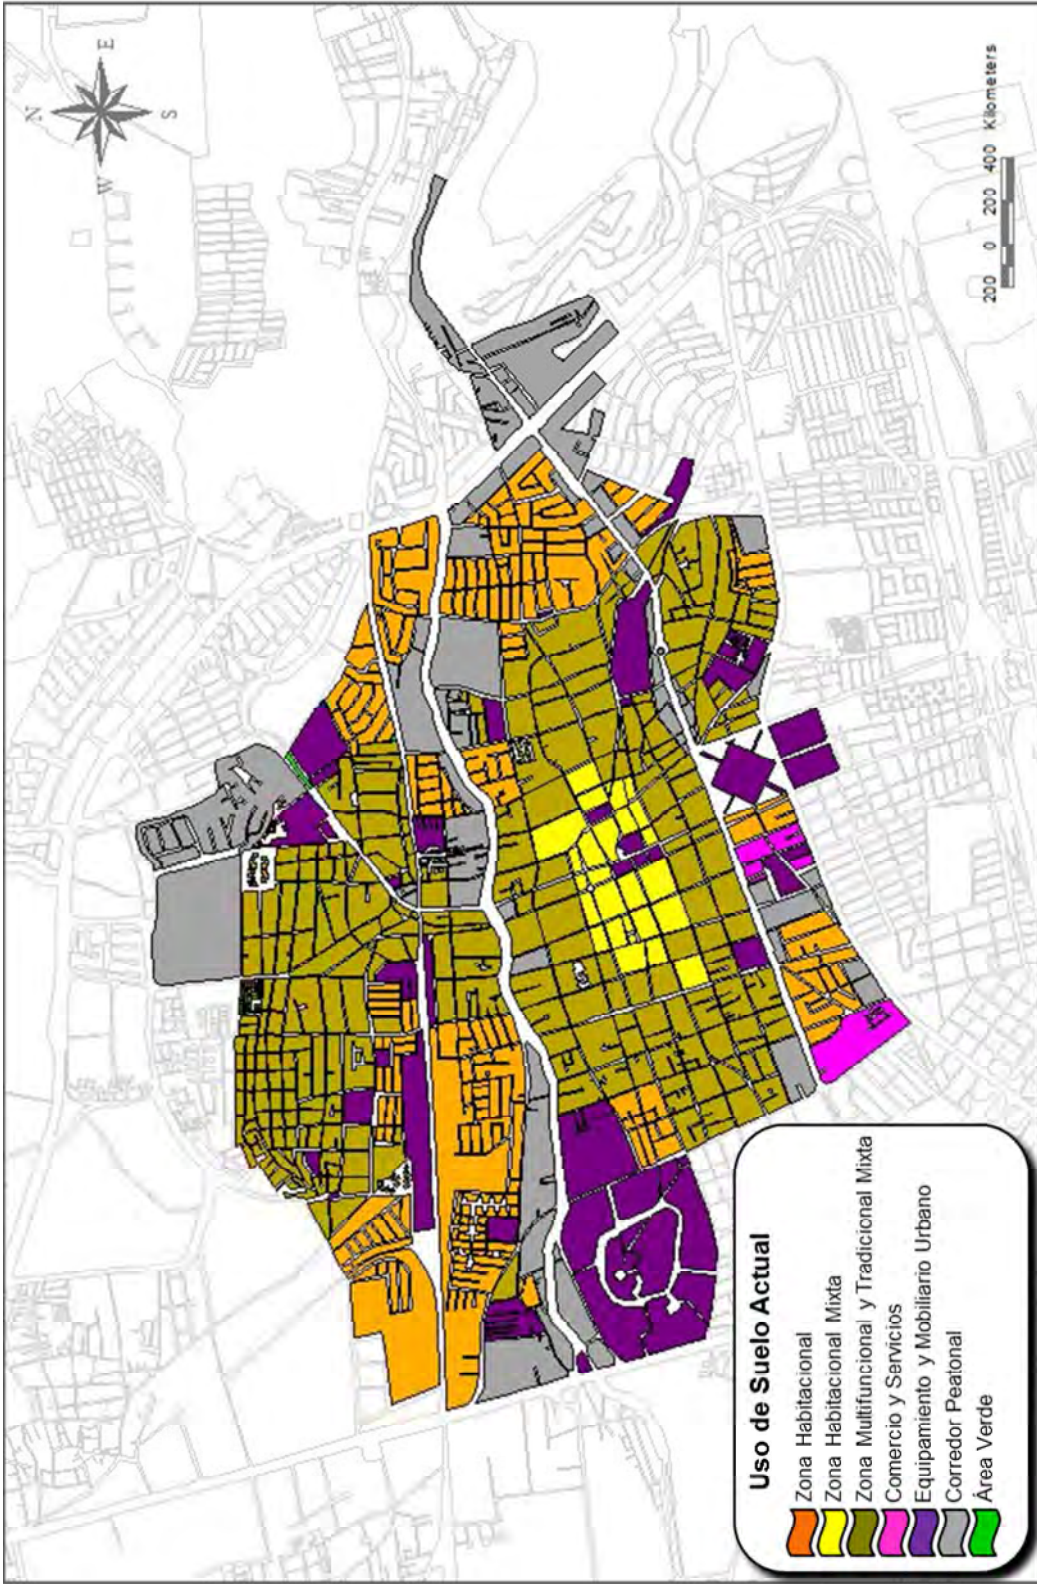 N
E
W
S
200 0 200 400 Kilometers
Uso de Suelo Actual
Zona Habitacional
Zona Habitacional Mixta
Zona Multifuncional y Tradicional Mixta
Comercio y Servicios
Equipamiento y Mobiliario Urbano
Corredor Peatonal
Área Verde